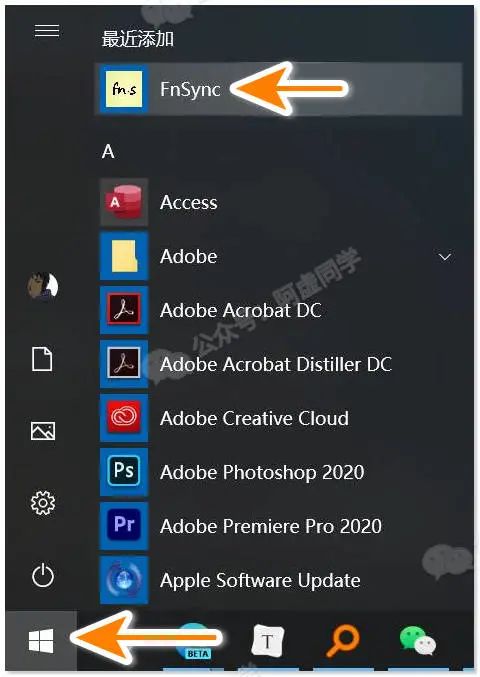 最近添加
fn.s
FnSync
A
Access
Adobe
Adobe Acrobat DC
Adobe Acrobat Distiller DC
Adobe Creative Cloud
Ps
Adobe Photoshop 2020
Pr
Adobe Premiere Pro 2020
Apple Software Update
公众号:阿虚同学
BETA
T